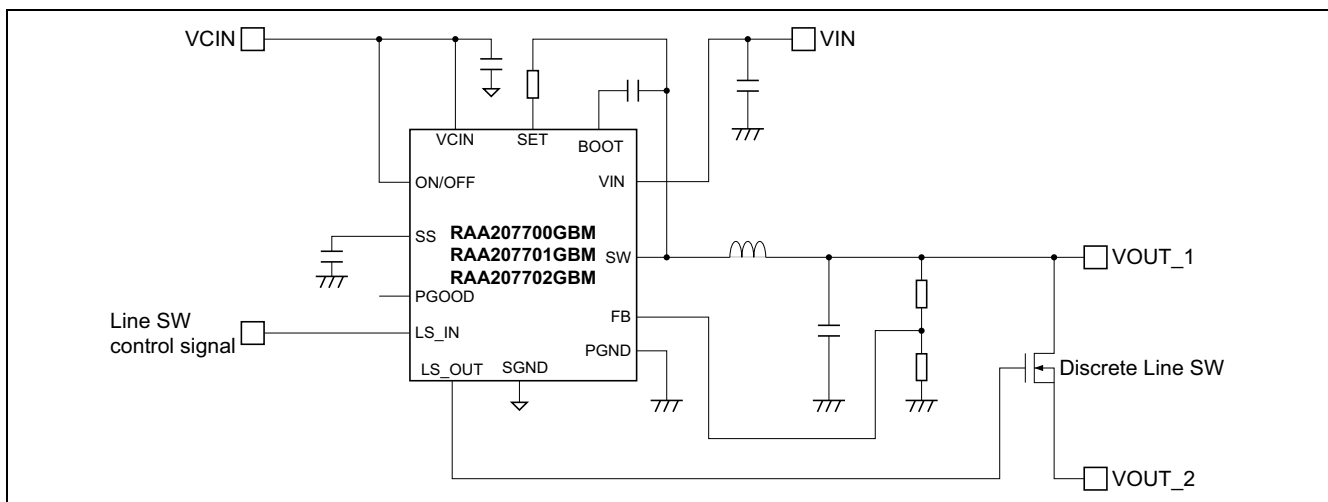 VCIN
VIN
VCIN
SET
BOOT
ON/OFF
VIN
SS
RAA207700GBM
RAA207701GBM
RAA207702GBM
SW
VOUT_1
PGOOD
FB
Line SW
control signal
LS_IN
PGND
LS_OUT
SGND
Discrete Line SW
VOUT_2